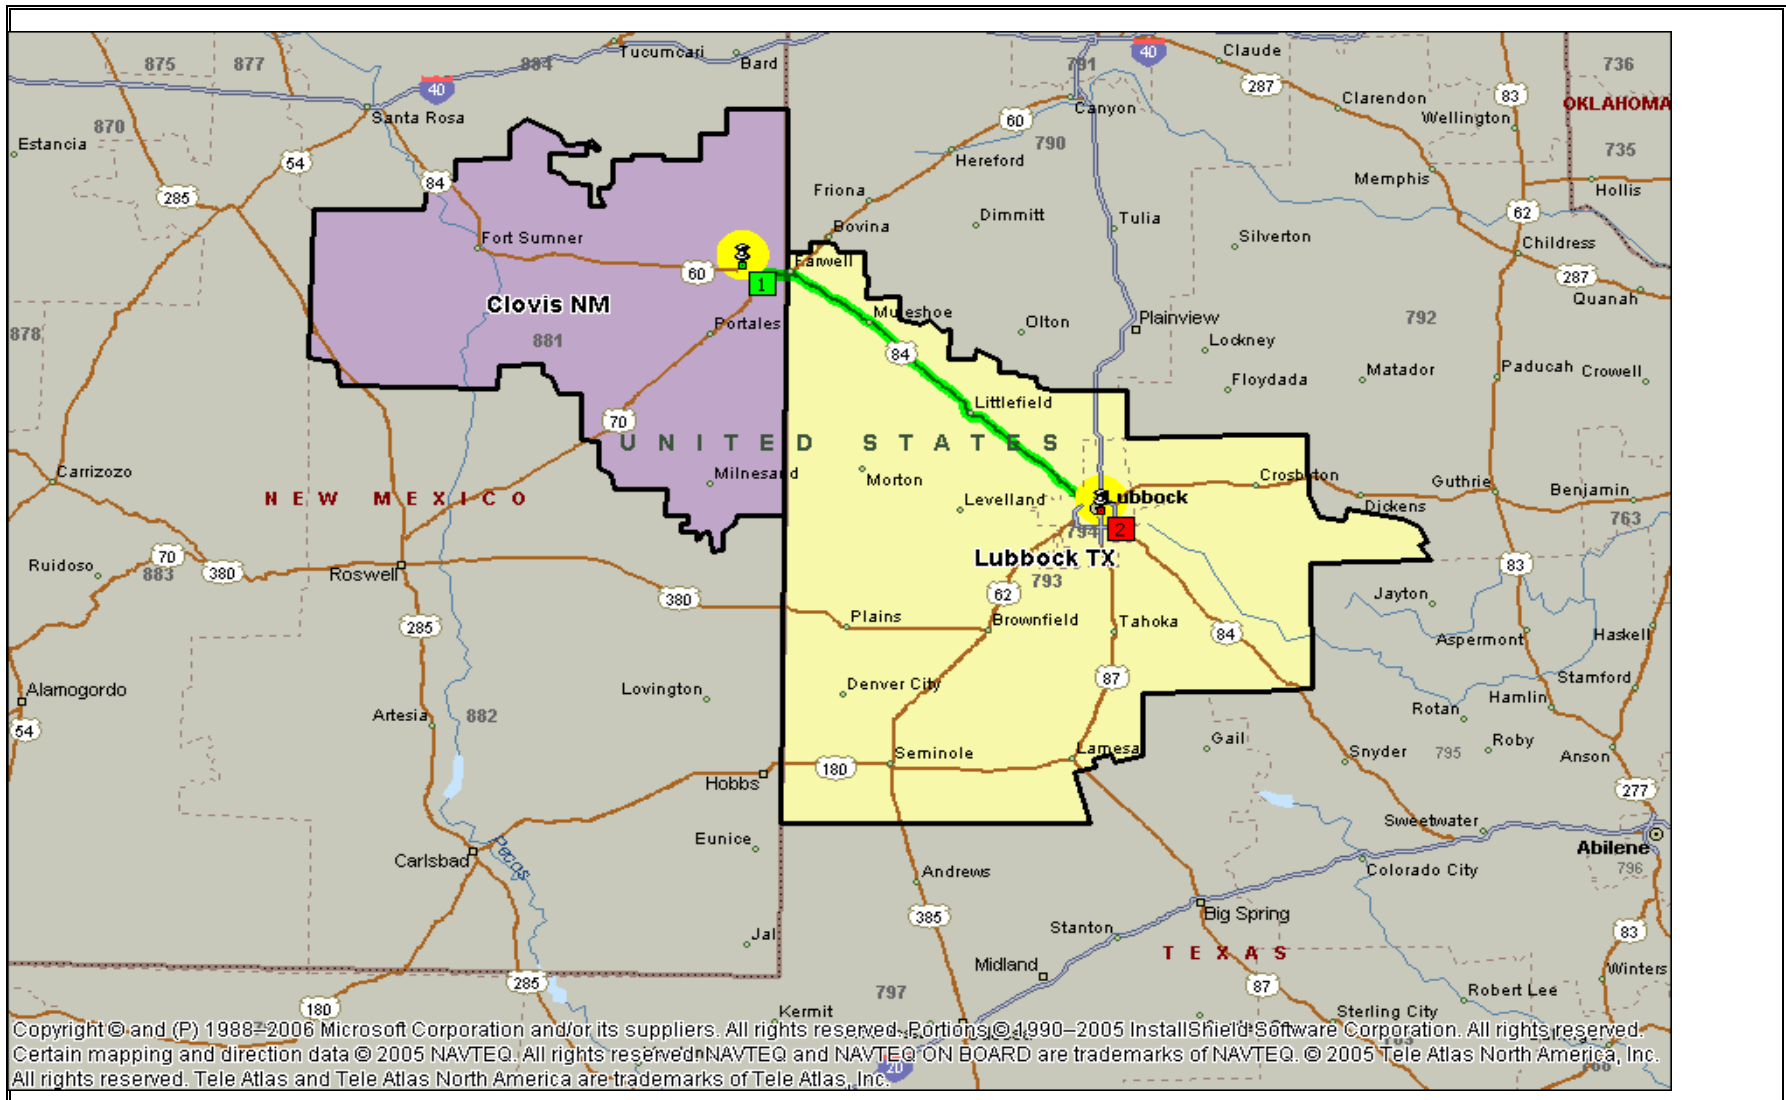 875
877
884
Tucumcari
Bard
791
40
Claude
736
40
287
Clarendon
83
OKLAHOMA
Santa Rosa
Canyon
Wellington
870
60
Estancia
54
790
735
Hereford
Memphis
84
285
Friona
Hollis
Dimmitt
Tulia
62
Bovina
Silverton
Childress
Fort Sumner
Farwell
60
287
1
Quanah
Clovis NM
Muleshoe
Olton
Plainview
792
878
Portales
881
Lockney
84
Floydada
Matador
Paducah
Crowell
Littlefield
70
UNITED STATES
Carrizozo
Milnesand
Morton
Crosbyton
Guthrie
Benjamin
NEW MEXICO
Levelland
Lubbock
Dickens
763
794
2
Lubbock TX
70
Ruidoso
883
380
Roswell
793
83
380
62
Jayton
285
Plains
Brownfield
Tahoka
84
Aspermont
Haskell
Alamogordo
Lovington
Denver City
87
Stamford
Hamlin
Artesia
882
Rotan
54
Gail
Roby
Seminole
Lamesa
Snyder
795
Anson
180
Hobbs
277
Sweetwater
Eunice
Abilene
Carlsbad
Pecos
Andrews
Colorado City
796
385
Big Spring
Stanton
83
Jal
TEXAS
Midland
Winters
285
797
87
Robert Lee
180
Kermit
Sterling City
Copyright © and (P) 1988–2006 Microsoft Corporation and/or its suppliers. All rights reserved. Portions © 1990–2005 InstallShield Software Corporation. All rights reserved.
Certain mapping and direction data © 2005 NAVTEQ. All rights reserved. NAVTEQ and NAVTEQ ON BOARD are trademarks of NAVTEQ. © 2005 Tele Atlas North America, Inc.
All rights reserved. Tele Atlas and Tele Atlas North America are trademarks of Tele Atlas, Inc.
20